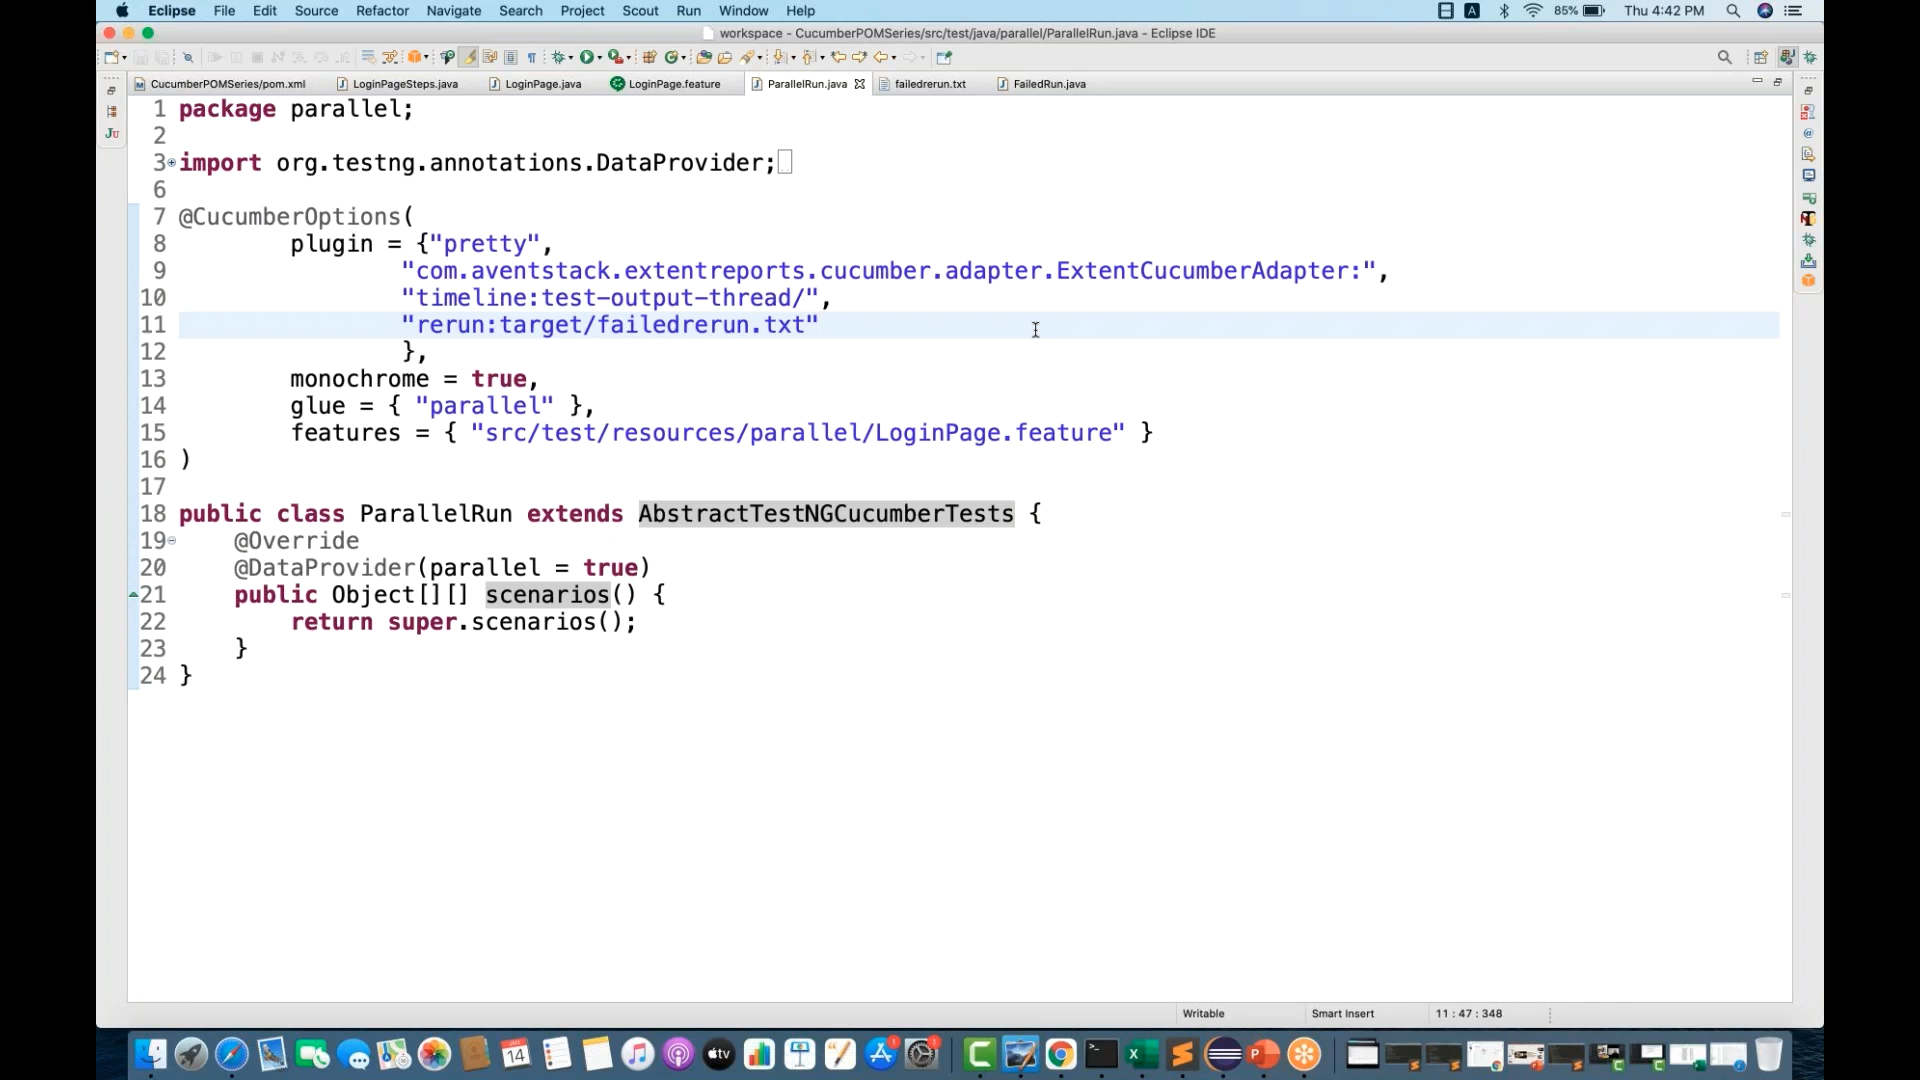 Eclipse File Edit Source Refactor Navigate Search Project Scout Run Window Help 85% Thu 4:42 PM
workspace - CucumberPOMSeries/src/test/java/parallel/ParallelRun.java - Eclipse IDE
CucumberPOMSeries/pom.xml LoginPageSteps.java LoginPage.java LoginPage.feature ParallelRun.java failedrerun.txt FailedRun.java
1 package parallel;
2
3 import org.testng.annotations.DataProvider;
6
7 @CucumberOptions(
8 plugin = {"pretty",
9 "com.aventstack.extentreports.cucumber.adapter.ExtentCucumberAdapter:",
10 "timeline:test-output-thread/",
11 "rerun:target/failedrerun.txt"
12 },
13 monochrome = true,
14 glue = { "parallel" },
15 features = { "src/test/resources/parallel/LoginPage.feature" }
16 )
17
18 public class ParallelRun extends AbstractTestNGCucumberTests {
19 @Override
20 @DataProvider(parallel = true)
21 public Object[][] scenarios() {
22 return super.scenarios();
23 }
24 }
Writable Smart Insert 11 : 47 : 348